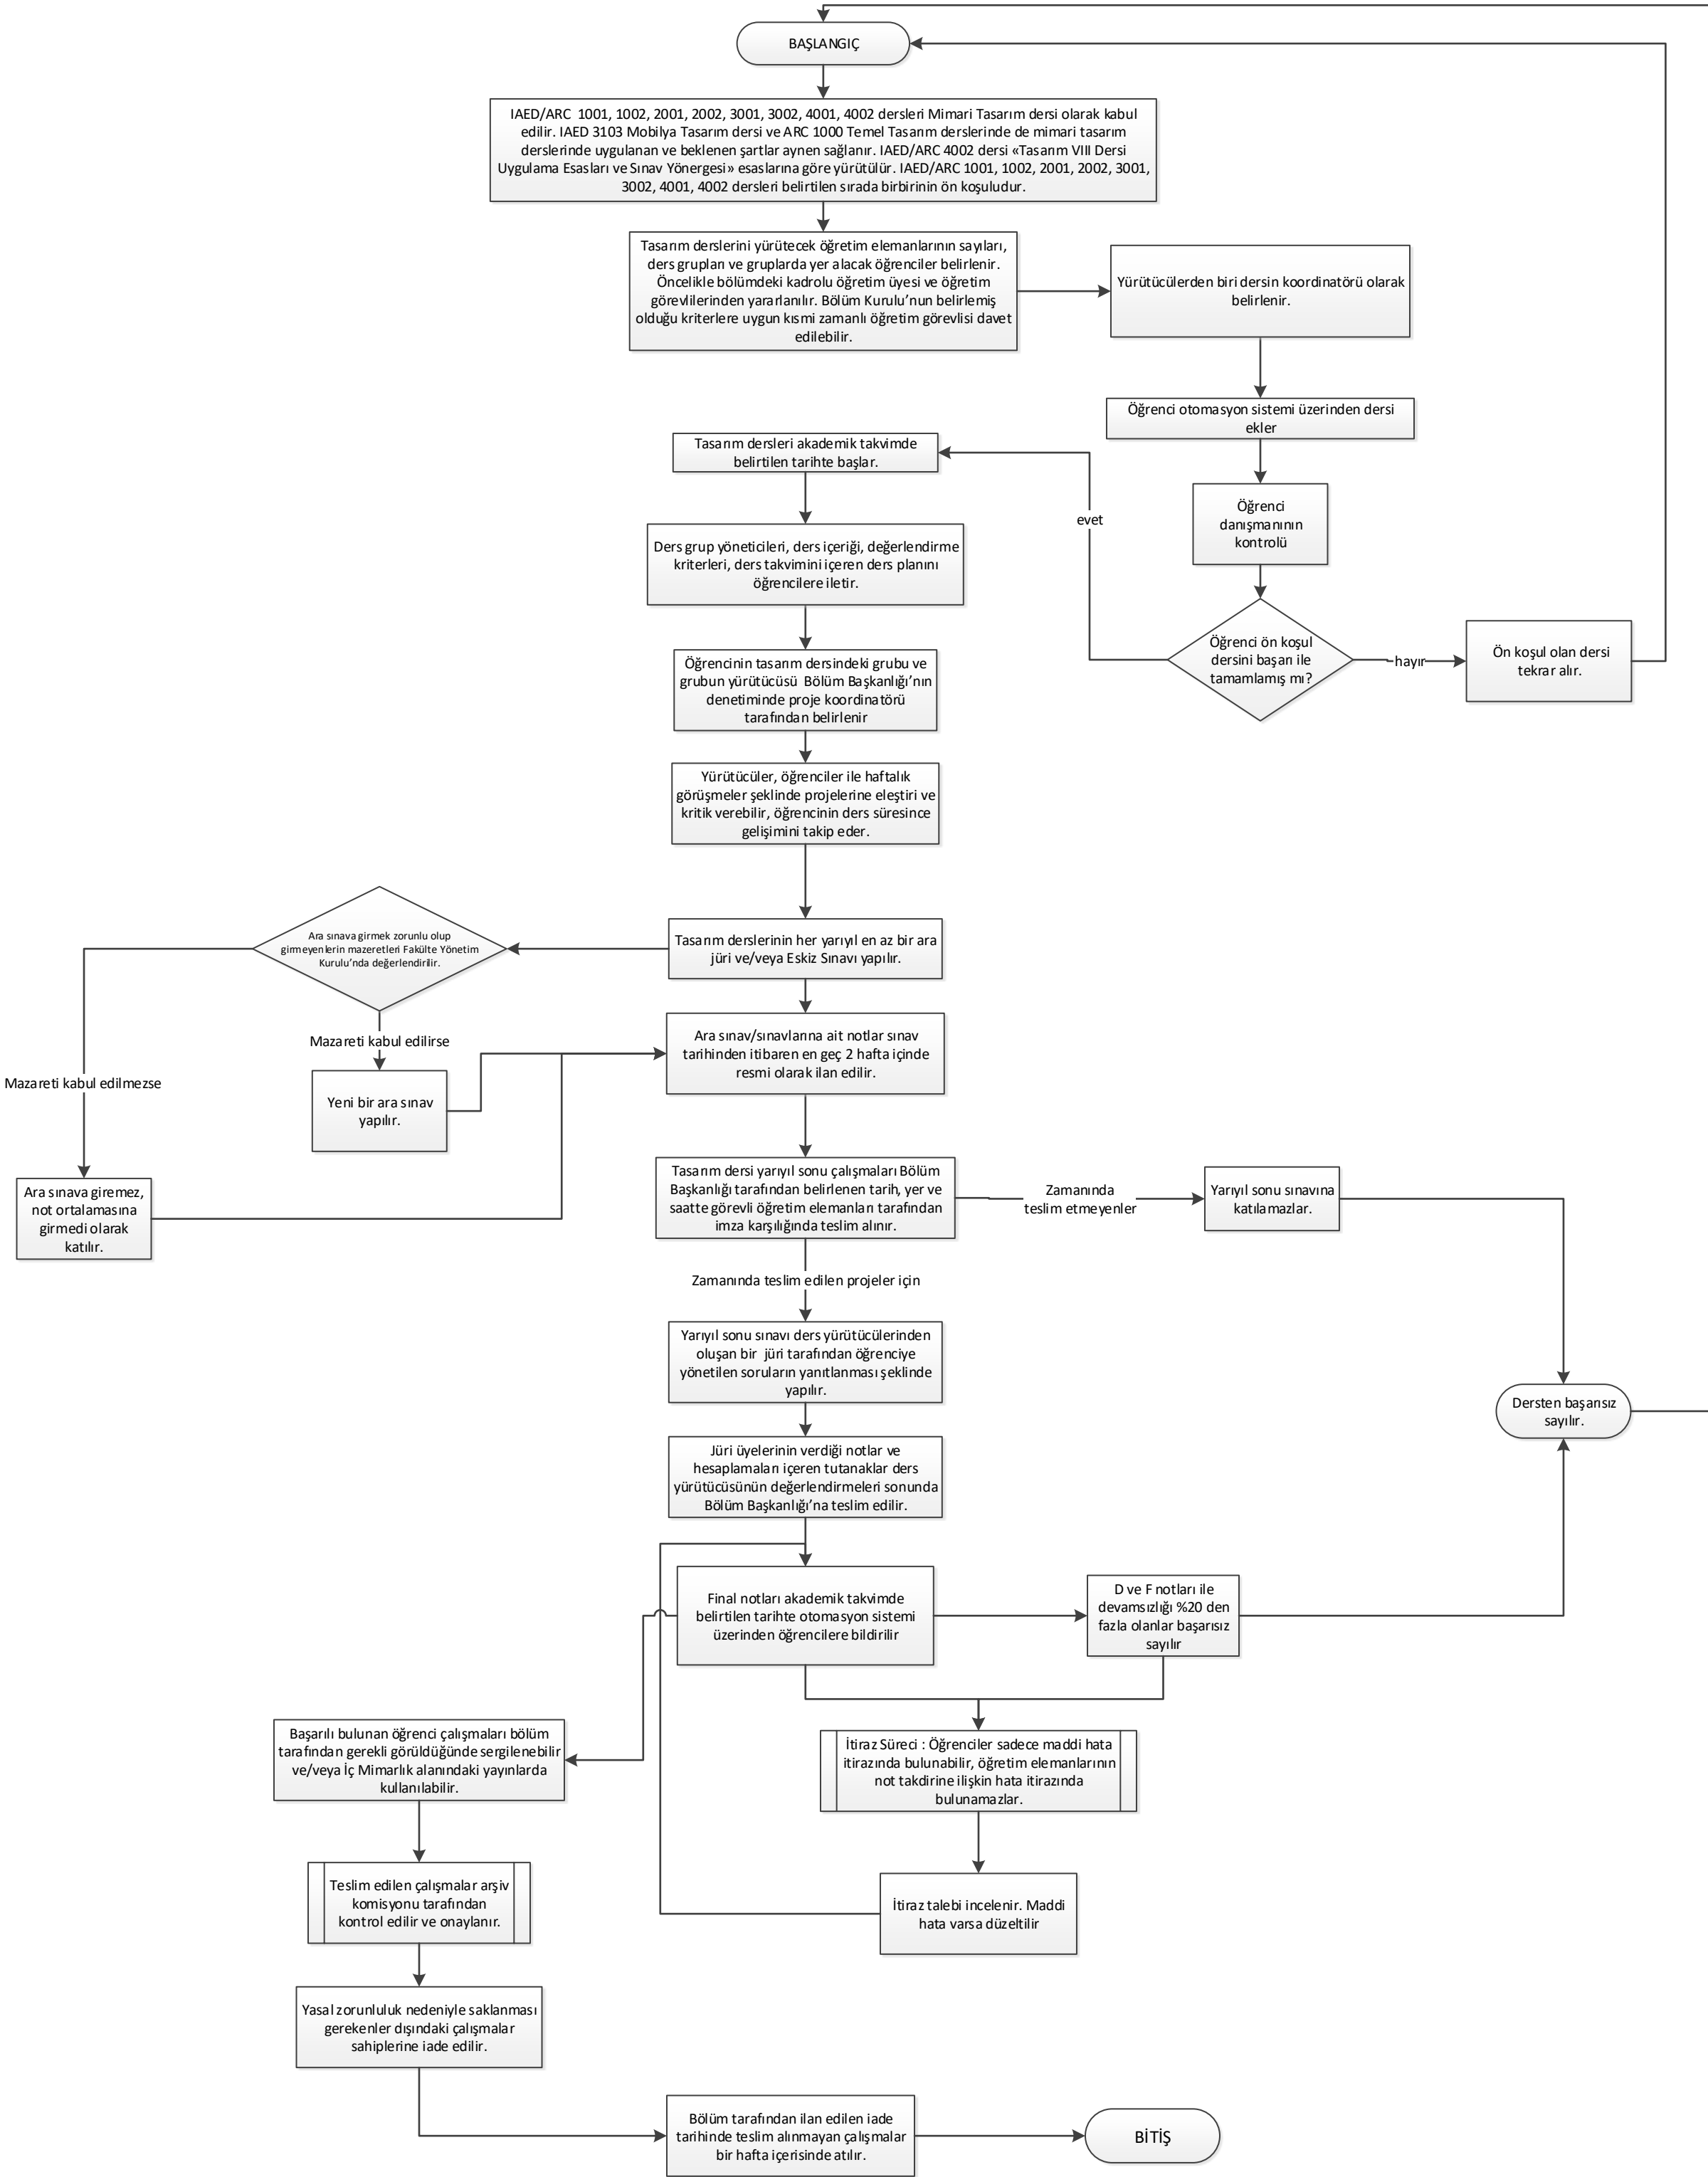 BAŞLANGIÇ
IAED/ARC 1001, 1002, 2001, 2002, 3001, 3002, 4001, 4002 dersleri Mimari Tasarım dersi olarak kabul
edilir. IAED 3103 Mobilya Tasarım dersi ve ARC 1000 Temel Tasarım derslerinde de mimari tasarım
derslerinde uygulanan ve beklenen şartlar aynen sağlanır. IAED/ARC 4002 dersi «Tasarım VIII Dersi
Uygulama Esasları ve Sınav Yönergesi» esaslarına göre yürütülür. IAED/ARC 1001, 1002, 2001, 2002, 3001,
3002, 4001, 4002 dersleri belirtilen sırada birbirinin ön koşuludur.
Tasarım derslerini yürütecek öğretim elemanlarının sayıları,
ders grupları ve gruplarda yer alacak öğrenciler belirlenir.
Öncelikle bölümdeki kadrolu öğretim üyesi ve öğretim
görevlilerinden yararlanılır. Bölüm Kurulu’nun belirlemiş
olduğu kriterlere uygun kısmi zamanlı öğretim görevlisi davet
edilebilir.
Yürütücülerden biri dersin koordinatörü olarak
belirlenir.
Öğrenci otomasyon sistemi üzerinden dersi
ekler
Öğrenci
danışmanının
kontrolü
Öğrenci ön koşul
dersini başarı ile
tamamlamış mı?
hayır
Ön koşul olan dersi
tekrar alır.
evet
Tasarım dersleri akademik takvimde
belirtilen tarihte başlar.
Ders grup yöneticileri, ders içeriği, değerlendirme
kriterleri, ders takvimini içeren ders planını
öğrencilere iletir.
Öğrencinin tasarım dersindeki grubu ve
grubun yürütücüsü Bölüm Başkanlığı’nın
denetiminde proje koordinatörü
tarafından belirlenir
Yürütücüler, öğrenciler ile haftalık
görüşmeler şeklinde projelerine eleştiri ve
kritik verebilir, öğrencinin ders süresince
gelişimini takip eder.
Tasarım derslerinin her yarıyıl en az bir ara
jüri ve/veya Eskiz Sınavı yapılır.
Ara sınava girmek zorunlu olup
girmeyenlerin mazeretleri Fakülte Yönetim
Kurulu’nda değerlendirilir.
Mazareti kabul edilirse
Yeni bir ara sınav
yapılır.
Mazareti kabul edilmezse
Ara sınava giremez,
not ortalamasına
girmedi olarak
katılır.
Ara sınav/sınavlarına ait notlar sınav
tarihinden itibaren en geç 2 hafta içinde
resmi olarak ilan edilir.
Tasarım dersi yarıyıl sonu çalışmaları Bölüm
Başkanlığı tarafından belirlenen tarih, yer ve
saatte görevli öğretim elemanları tarafından
imza karşılığında teslim alınır.
Zamanında
teslim etmeyenler
Yarıyıl sonu sınavına
katılamazlar.
Zamanında teslim edilen projeler için
Yarıyıl sonu sınavı ders yürütücülerinden
oluşan bir jüri tarafından öğrenciye
yönetilen soruların yanıtlanması şeklinde
yapılır.
Dersten başarısız
sayılır.
Jüri üyelerinin verdiği notlar ve
hesaplamaları içeren tutanaklar ders
yürütücüsünün değerlendirmeleri sonunda
Bölüm Başkanlığı’na teslim edilir.
Final notları akademik takvimde
belirtilen tarihte otomasyon sistemi
üzerinden öğrencilere bildirilir
D ve F notları ile
devamsızlığı %20 den
fazla olanlar başarısız
sayılır
İtiraz Süreci : Öğrenciler sadece maddi hata
itirazında bulunabilir, öğretim elemanlarının
not takdirine ilişkin hata itirazında
bulunamazlar.
İtiraz talebi incelenir. Maddi
hata varsa düzeltilir
Başarılı bulunan öğrenci çalışmaları bölüm
tarafından gerekli görüldüğünde sergilenebilir
ve/veya İç Mimarlık alanındaki yayınlarda
kullanılabilir.
Teslim edilen çalışmalar arşiv
komisyonu tarafından
kontrol edilir ve onaylanır.
Yasal zorunluluk nedeniyle saklanması
gerekenler dışındaki çalışmalar
sahiplerine iade edilir.
Bölüm tarafından ilan edilen iade
tarihinde teslim alınmayan çalışmalar
bir hafta içerisinde atılır.
BİTİŞ